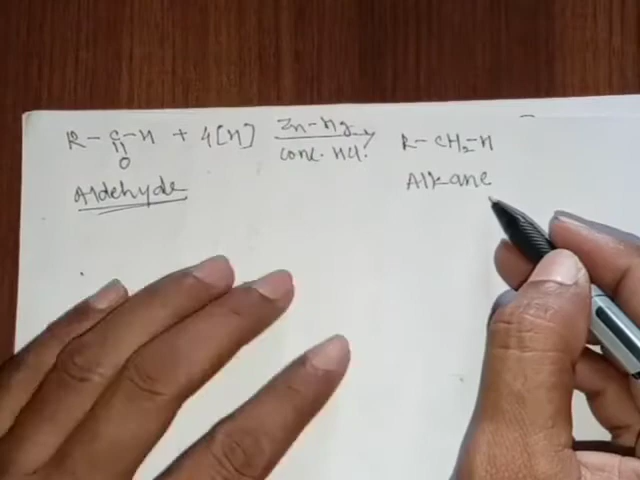 R - C - H + 4[H] Zn-Hg Conc. HCl. R - CH2 - H
|| 
O
Aldehyde Alkane